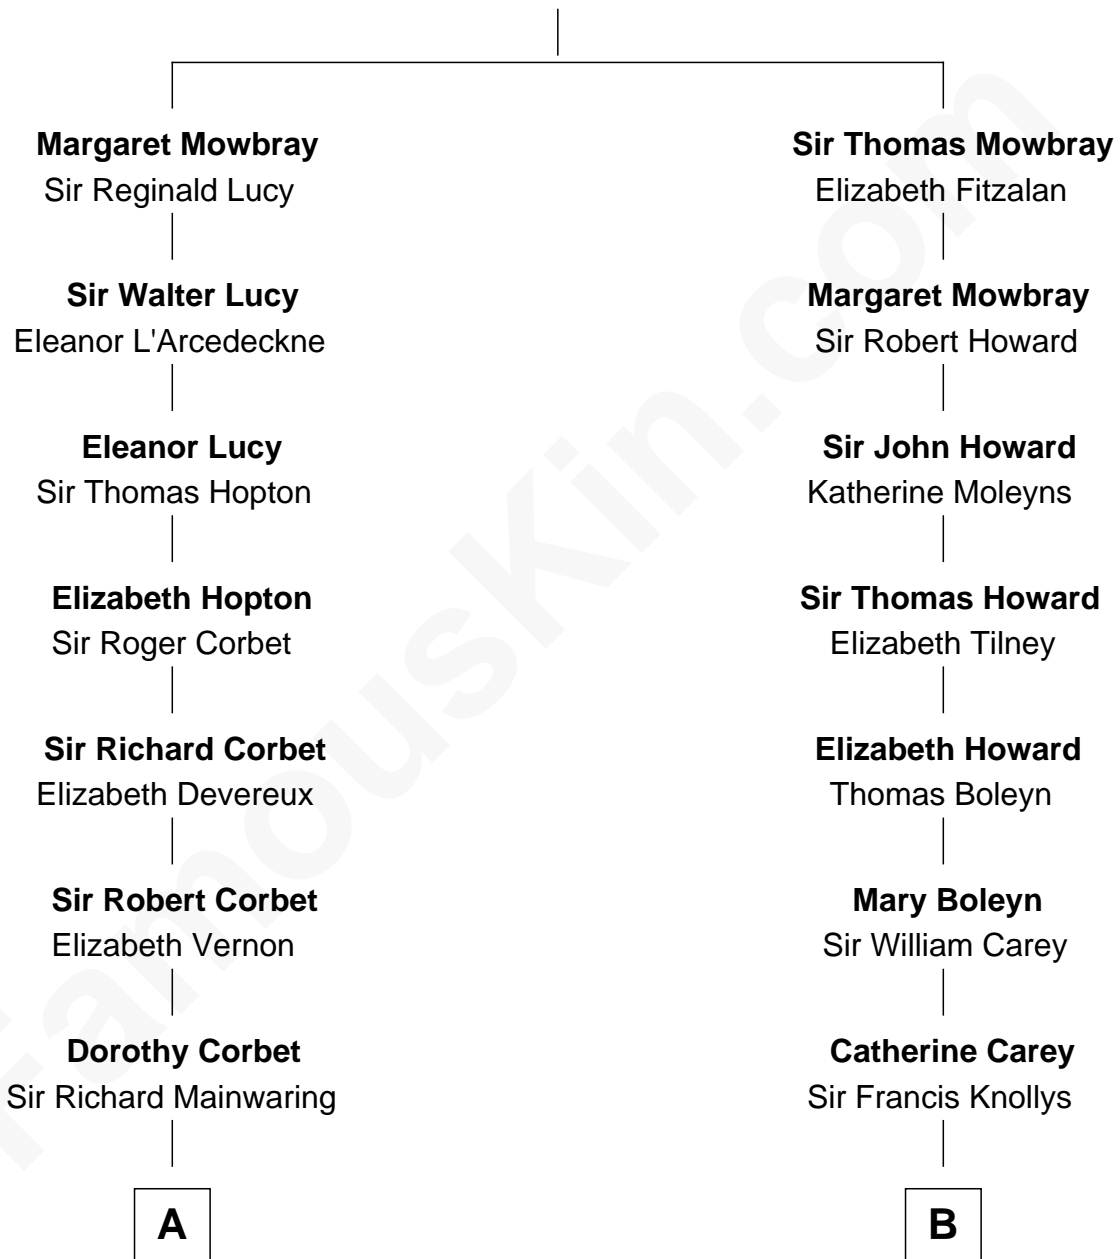 Margaret Mowbray
Sir Reginald Lucy
Sir Walter Lucy
Eleanor L'Arcedeckne
Eleanor Lucy
Sir Thomas Hopton
Elizabeth Hopton
Sir Roger Corbet
Sir Richard Corbet
Elizabeth Devereux
Sir Robert Corbet
Elizabeth Vernon
Dorothy Corbet
Sir Richard Mainwaring
A
Sir Thomas Mowbray
Elizabeth Fitzalan
Margaret Mowbray
Sir Robert Howard
Sir John Howard
Katherine Moleyns
Sir Thomas Howard
Elizabeth Tilney
Elizabeth Howard
Thomas Boleyn
Mary Boleyn
Sir William Carey
Catherine Carey
Sir Francis Knollys
B
FamousKin.com